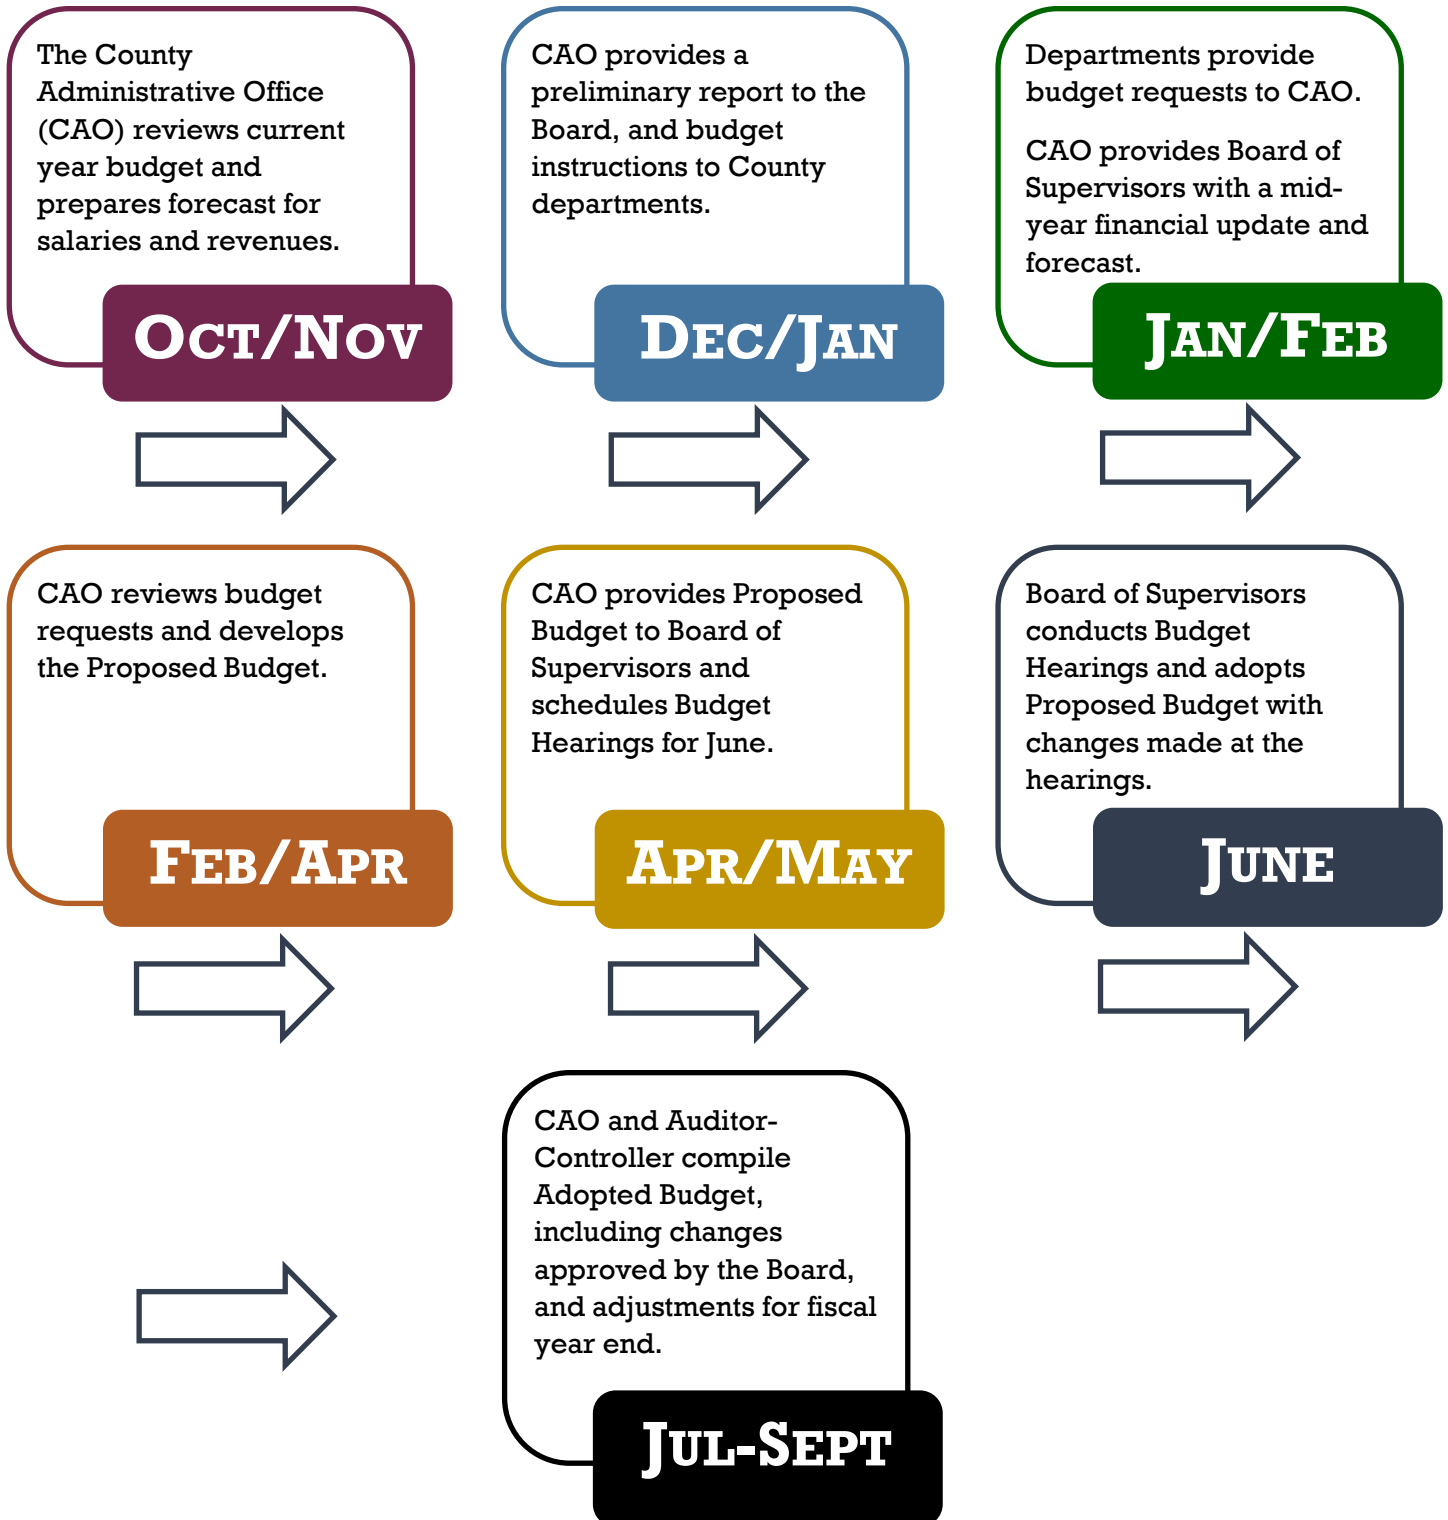 The County
Administrative Office
(CAO) reviews current
year budget and
prepares forecast for
salaries and revenues.
OCT/NOV
CAO provides a
preliminary report to the
Board, and budget
instructions to County
departments.
DEC/JAN
Departments provide
budget requests to CAO.
CAO provides Board of
Supervisors with a mid-
year financial update and
forecast.
JAN/FEB
CAO reviews budget
requests and develops
the Proposed Budget.
FEB/APR
CAO provides Proposed
Budget to Board of
Supervisors and
schedules Budget
Hearings for June.
APR/MAY
Board of Supervisors
conducts Budget
Hearings and adopts
Proposed Budget with
changes made at the
hearings.
JUNE
CAO and Auditor-
Controller compile
Adopted Budget,
including changes
approved by the Board,
and adjustments for fiscal
year end.
JUL-SEPT